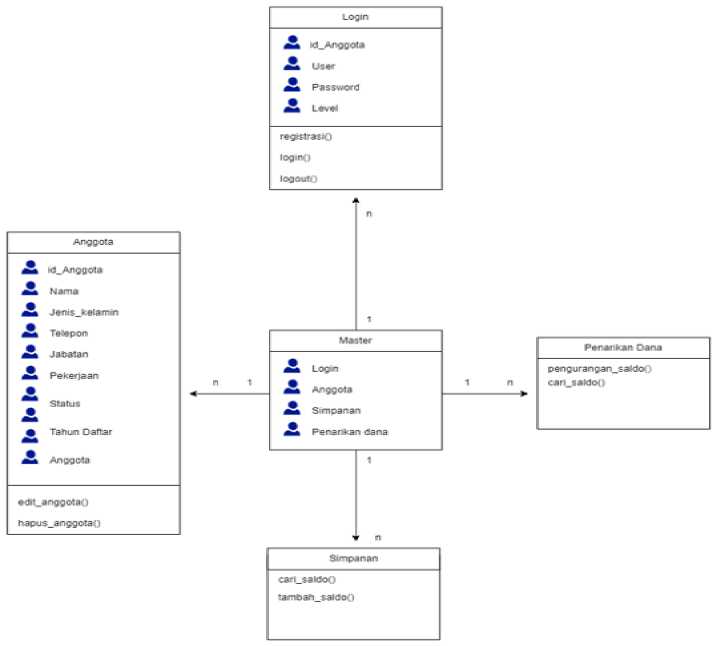 Login
id_Anggota
User
Password
Level
registrasi()
login()
logout()
n
1
Anggota
id_Anggota
Nama
Jenis_kelamin
Telepon
Jabatan
Pekerjaan
Status
Tahun Daftar
Anggota
edit_anggota()
hapus_anggota()
n 1
Master
Login
Anggota
Simpanan
Penarikan dana
1 n
Penarikan Dana
pengurangan_saldo()
cari_saldo()
1
n
Simpanan
cari_saldo()
tambah_saldo()